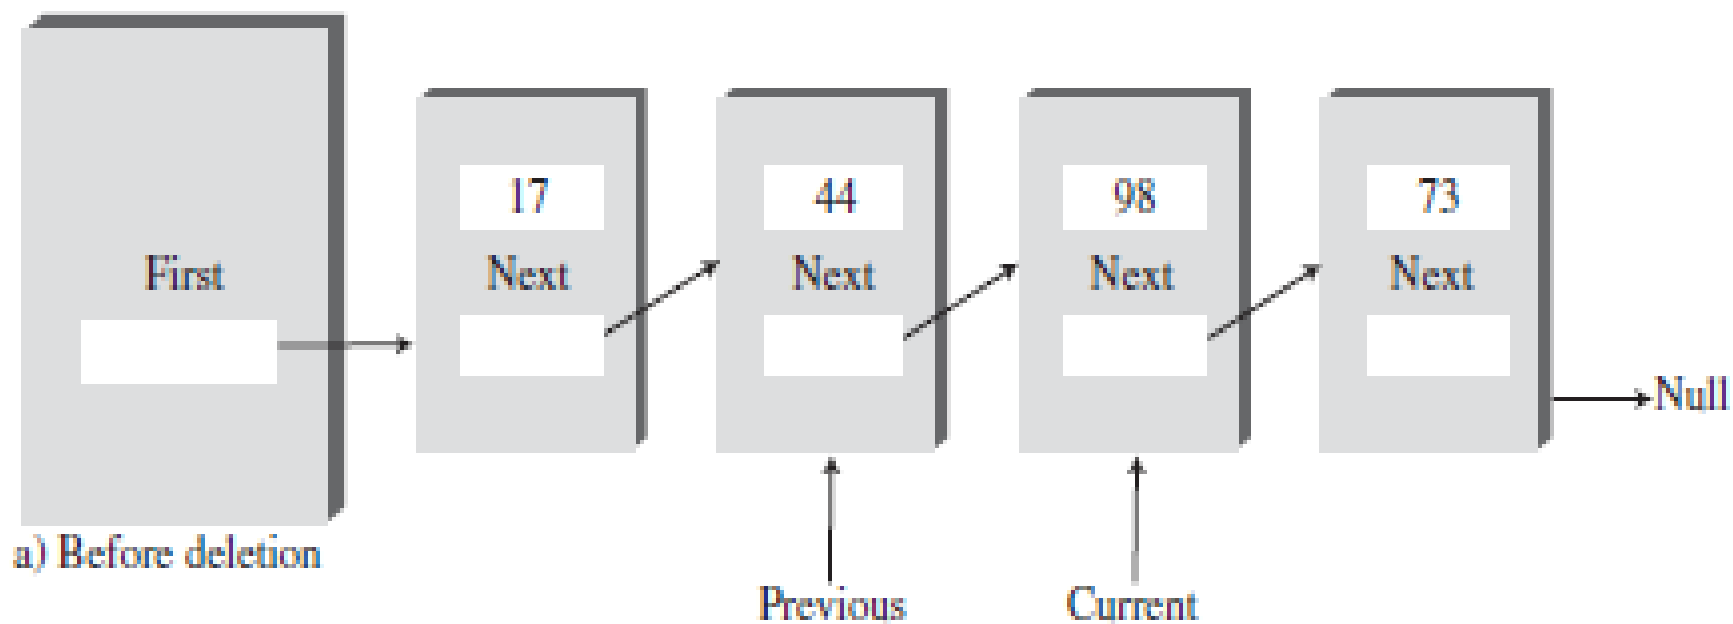 17 44 98 73
First Next Next Next Next
Null
a) Before deletion
Previous Current